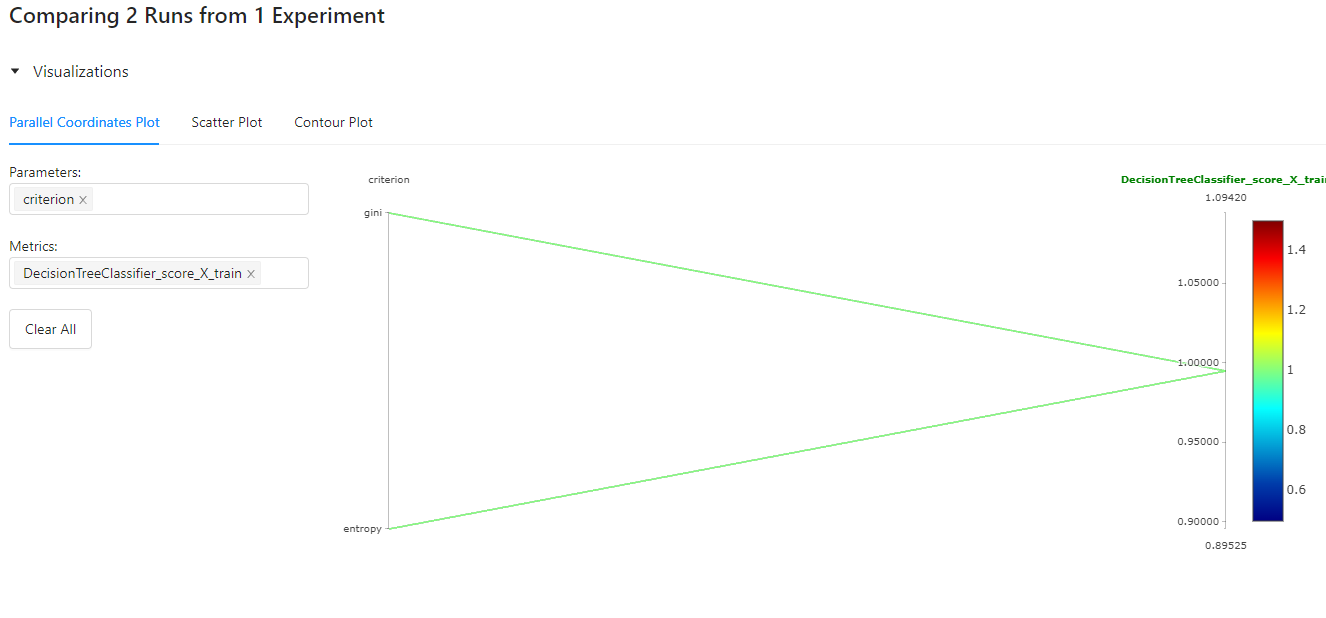 Comparing 2 Runs from 1 Experiment
Visualizations
Parallel Coordinates Plot Scatter Plot Contour Plot
Parameters:
criterion ×
Metrics:
DecisionTreeClassifier_score_X_train ×
Clear All
criterion
gini
entropy
DecisionTreeClassifier_score_X_trai
1.09420
1.05000
1.00000
0.95000
0.90000
0.89525
1.4
1.2
1
0.8
0.6